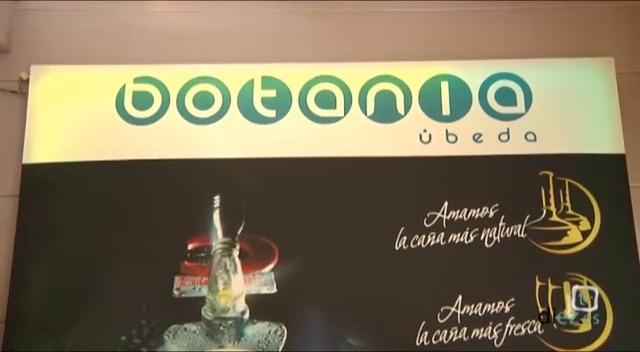 botania
úbeda
Amamos
la caña más natural
Amamos
la caña más fresca